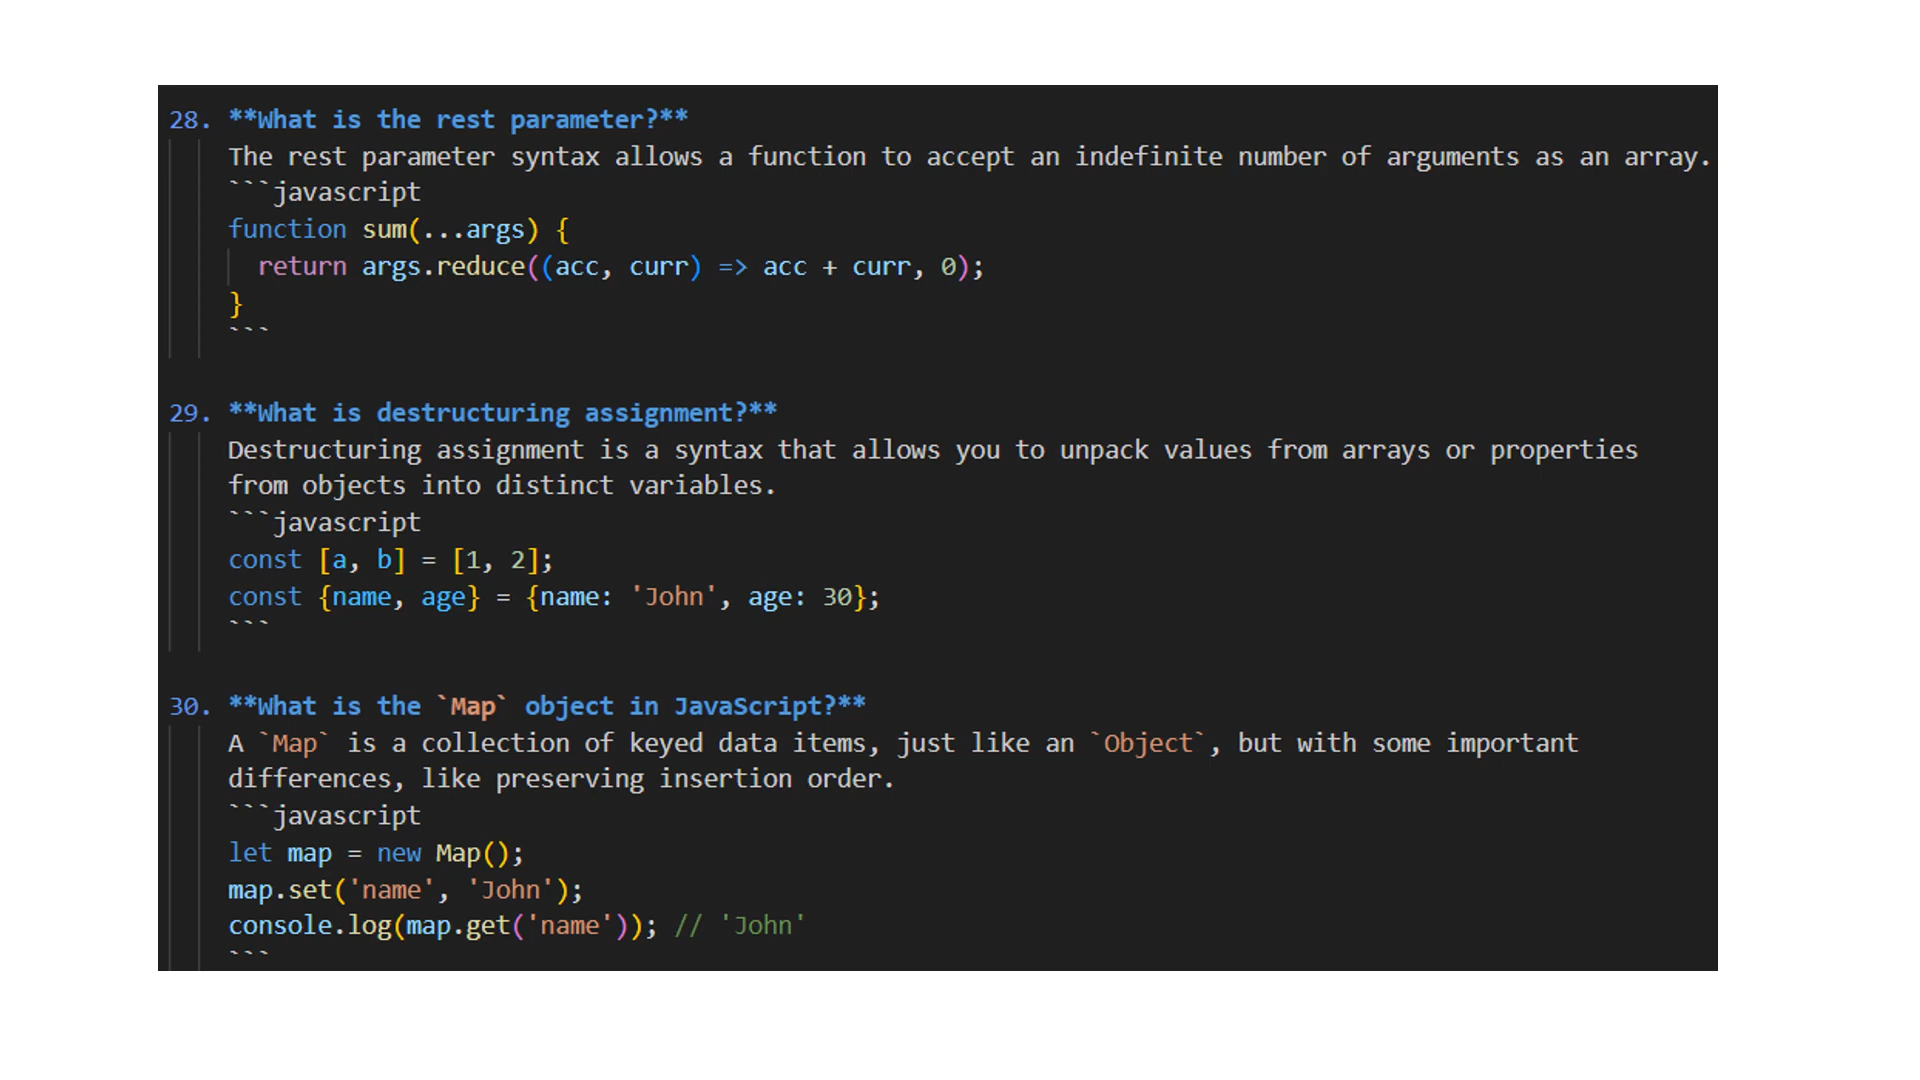 28. **What is the rest parameter?**
The rest parameter syntax allows a function to accept an indefinite number of arguments as an array.
```javascript
function sum(...args) {
  return args.reduce((acc, curr) => acc + curr, 0);
}
```
29. **What is destructuring assignment?**
Destructuring assignment is a syntax that allows you to unpack values from arrays or properties
from objects into distinct variables.
```javascript
const [a, b] = [1, 2];
const {name, age} = {name: 'John', age: 30};
```
30. **What is the `Map` object in JavaScript?**
A `Map` is a collection of keyed data items, just like an `Object`, but with some important
differences, like preserving insertion order.
```javascript
let map = new Map();
map.set('name', 'John');
console.log(map.get('name')); // 'John'
```